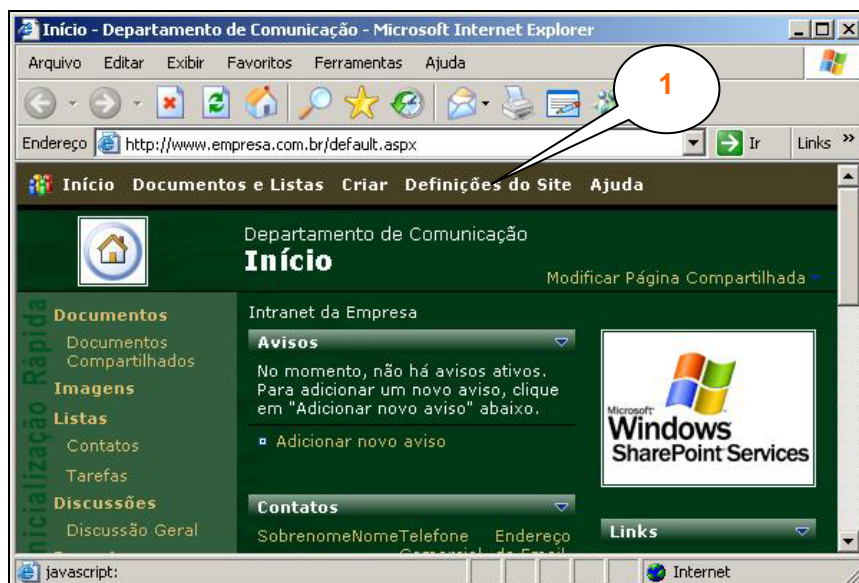 Início - Departamento de Comunicação - Microsoft Internet Explorer
Arquivo Editar Exibir Favoritos Ferramentas Ajuda
1
Endereço http://www.empresa.com.br/default.aspx Ir Links »
Início Documentos e Listas Criar Definições do Site Ajuda
Departamento de Comunicação
Início
Modificar Página Compartilhada
Inicialização Rápida
Documentos
Documentos
Compartilhados
Imagens
Listas
Contatos
Tarefas
Discussões
Discussão Geral
Intranet da Empresa
Avisos
No momento, não há avisos ativos.
Para adicionar um novo aviso, clique
em "Adicionar novo aviso" abaixo.
Adicionar novo aviso
Contatos
SobrenomeNomeTelefone Endereço
Comercial de Email
Microsoft
Windows
SharePoint Services
Links
javascript: Internet